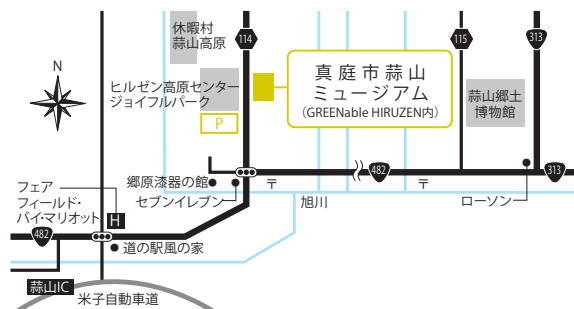 休暇村
蒜山高原
114
115
313
N
ヒルゼン高原センター
ジョイフルパーク
P
真庭市蒜山
ミュージアム
(GREENable HIRUZEN内)
蒜山郷土
博物館
482
313
郷原漆器の館
セブンイレブン
〒
旭川
〒
ローソン
フェア
フィールド・
バイ・マリオット
H
482
道の駅風の家
蒜山IC
米子自動車道